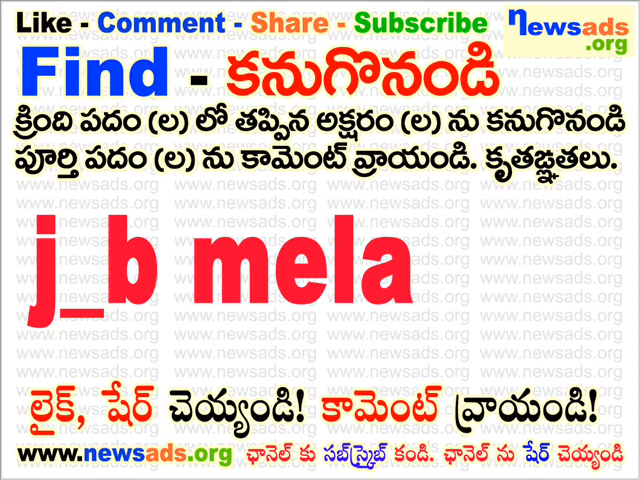 Like - Comment - Share - Subscribe
newsads
.org
Find - కనుగొనండి
క్రింది పదం (ల) లో తప్పిన అక్షరం (ల) ను కనుగొనండి
పూర్తి పదం (ల) ను కామెంట్ వ్రాయండి. కృతఙ్ఞతలు.
j_b mela
లైక్, షేర్ చెయ్యండి! కామెంట్ వ్రాయండి!
www.newsads.org ఛానెల్ కు సబ్‌స్క్రైబ్ కండి. ఛానెల్ ను షేర్ చెయ్యండి